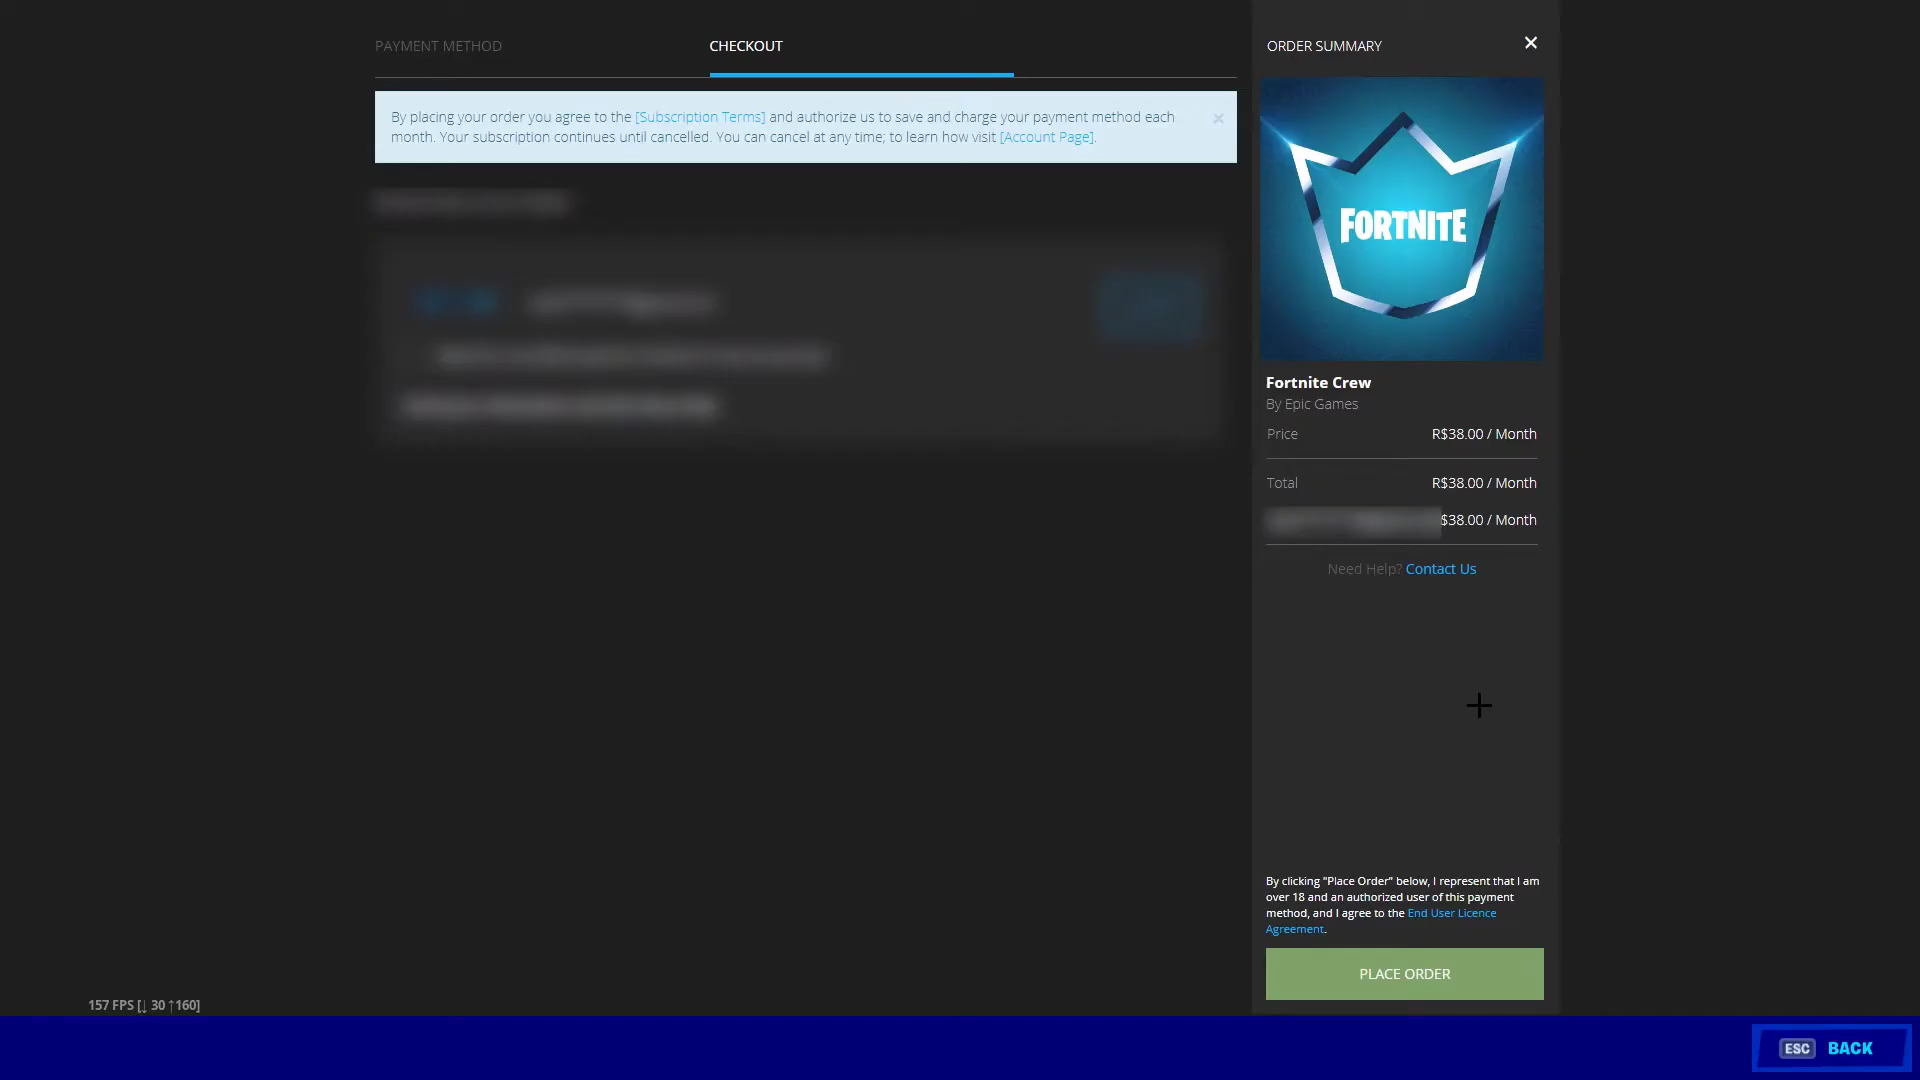 PAYMENT METHOD
CHECKOUT
By placing your order you agree to the [Subscription Terms] and authorize us to save and charge your payment method each
month. Your subscription continues until cancelled. You can cancel at any time; to learn how visit [Account Page].
×
ORDER SUMMARY
×
FORTNITE
Fortnite Crew
By Epic Games
Price R$38.00 / Month
Total R$38.00 / Month
$38.00 / Month
Need Help? Contact Us
By clicking "Place Order" below, I represent that I am
over 18 and an authorized user of this payment
method, and I agree to the End User Licence
Agreement.
PLACE ORDER
157 FPS [↓ 30 ↑160]
ESC BACK